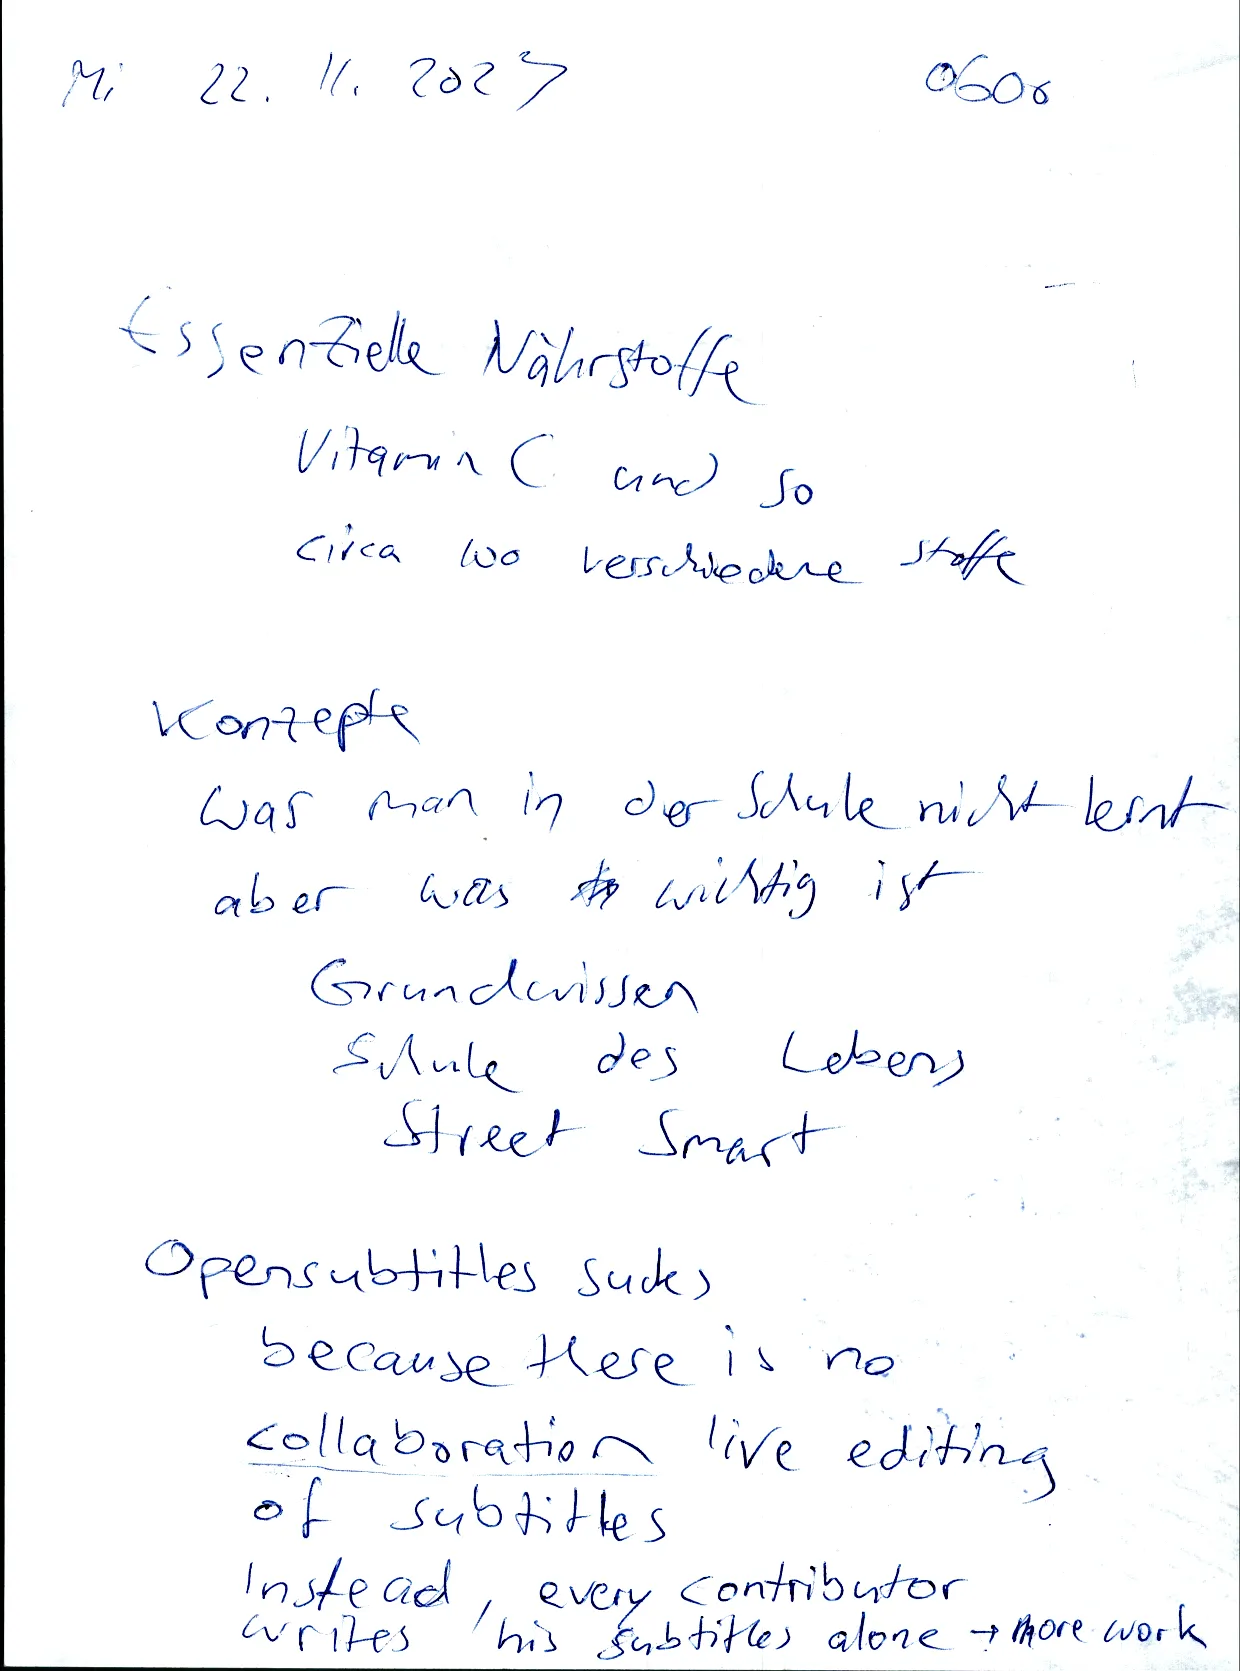 Mi 22. 11. 2023 0600
Essenzielle Nährstoffe
Vitamin C und so
circa 100 verschiedene stoffe
Konzepte
was man in der Schule nicht lernt
aber was wichtig ist
Grundwissen
Schule des Lebens
Street Smart
Opensubtitles sucks
because there is no
collaboration live editing
of subtitles
Instead, every contributor
writes his subtitles alone → more work